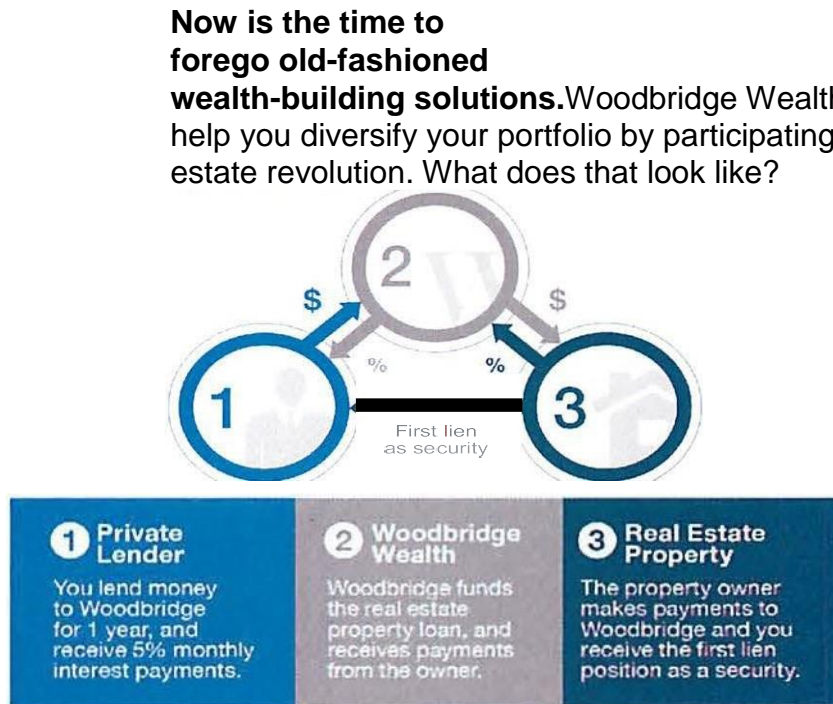 Now is the time to
forego old-fashioned
wealth-building solutions.Woodbridge Wealth
help you diversify your portfolio by participating
estate revolution. What does that look like?
2
$
$
%
%
1
3
First lien
as security
1 Private
Lender
You lend money
to Woodbridge
for 1 year, and
receive 5% monthly
interest payments.
2 Woodbridge
Wealth
Woodbridge funds
the real estate
property loan, and
receives payments
from the owner.
3 Real Estate
Property
The property owner
makes payments to
Woodbridge and you
receive the first lien
position as a security.